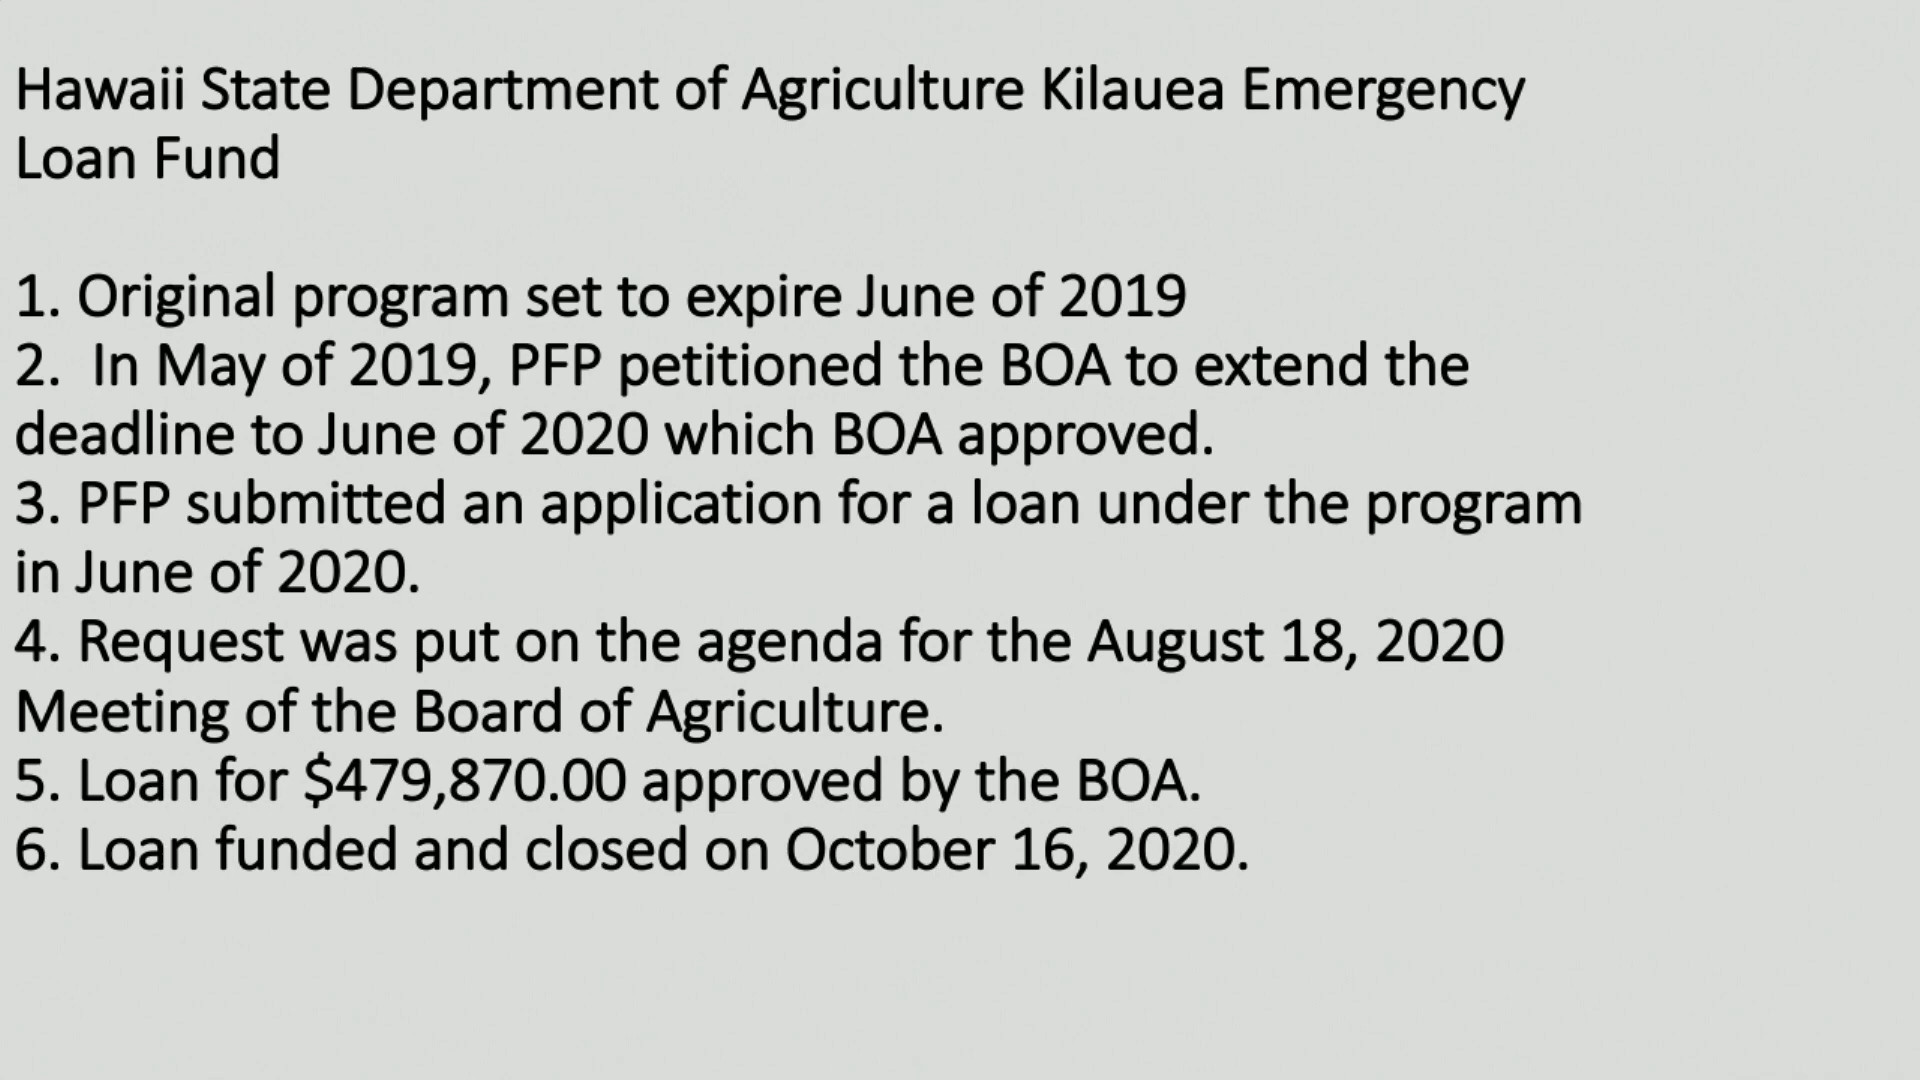 Hawaii State Department of Agriculture Kilauea Emergency
Loan Fund
1. Original program set to expire June of 2019
2.  In May of 2019, PFP petitioned the BOA to extend the
deadline to June of 2020 which BOA approved.
3. PFP submitted an application for a loan under the program
in June of 2020.
4. Request was put on the agenda for the August 18, 2020
Meeting of the Board of Agriculture.
5. Loan for $479,870.00 approved by the BOA.
6. Loan funded and closed on October 16, 2020.